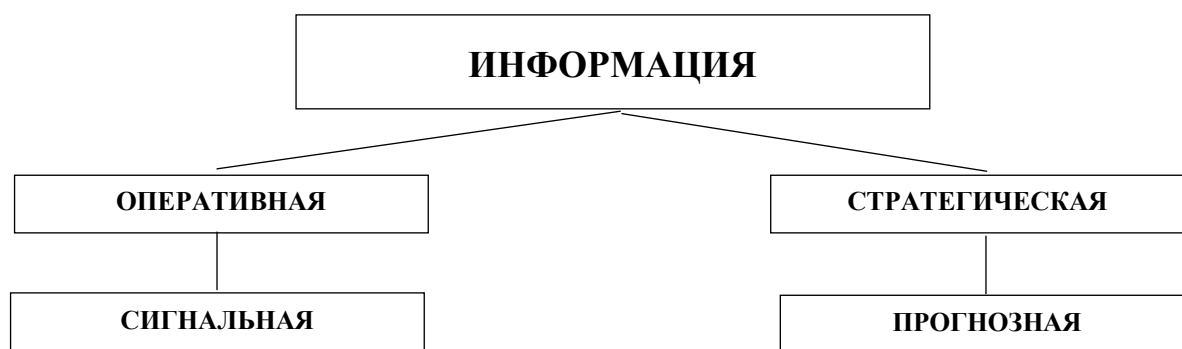 ИНФОРМАЦИЯ
ОПЕРАТИВНАЯ
СТРАТЕГИЧЕСКАЯ
СИГНАЛЬНАЯ
ПРОГНОЗНАЯ